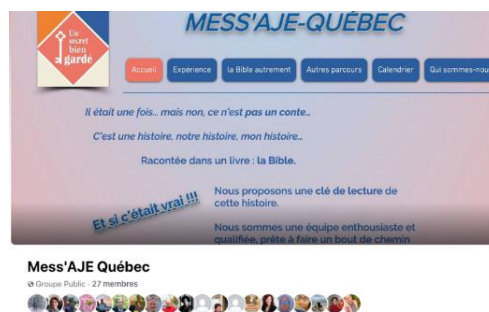 MESS'AJE-QUÉBEC
Un
secret
bien
gardé
Accueil
Expérience
la Bible autrement
Autres parcours
Calendrier
Qui sommes-nou
Il était une fois... mais non, ce n'est pas un conte...
C'est une histoire, notre histoire, mon histoire...
Racontée dans un livre : la Bible.
Et si c'était vrai !!!
Nous proposons une clé de lecture de
cette histoire.
Nous sommes une équipe enthousiaste et
qualifiée, prête à faire un bout de chemin
Mess'AJE Québec
Groupe Public · 27 membres